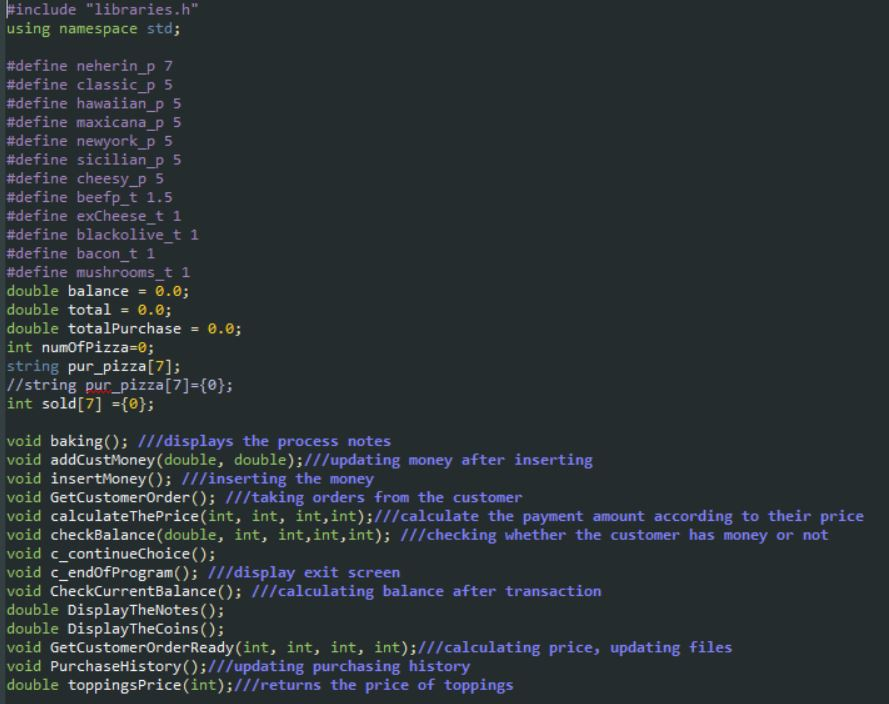 #include "libraries.h"
using namespace std;
#define neherin_p 7
#define classic_p 5
#define hawaiian_p 5
#define maxicana_p 5
#define newyork_p 5
#define sicilian_p 5
#define cheesy_p 5
#define beefp_t 1.5
#define exCheese_t 1
#define blackolive_t 1
#define bacon_t 1
#define mushrooms_t 1
double balance = 0.0;
double total = 0.0;
double totalPurchase = 0.0;
int numOfPizza=0;
string pur_pizza[7];
//string pur_pizza[7]={0};
int sold[7] ={0};
void baking(); ///displays the process notes
void addCustMoney(double, double);///updating money after inserting
void insertMoney(); ///inserting the money
void GetCustomerOrder(); ///taking orders from the customer
void calculateThePrice(int, int, int,int);///calculate the payment amount according to their price
void checkBalance(double, int, int,int,int); ///checking whether the customer has money or not
void c_continueChoice();
void c_endOfProgram(); ///display exit screen
void CheckCurrentBalance(); ///calculating balance after transaction
double DisplayTheNotes();
double DisplayTheCoins();
void GetCustomerOrderReady(int, int, int, int);///calculating price, updating files
void PurchaseHistory();///updating purchasing history
double toppingsPrice(int);///returns the price of toppings